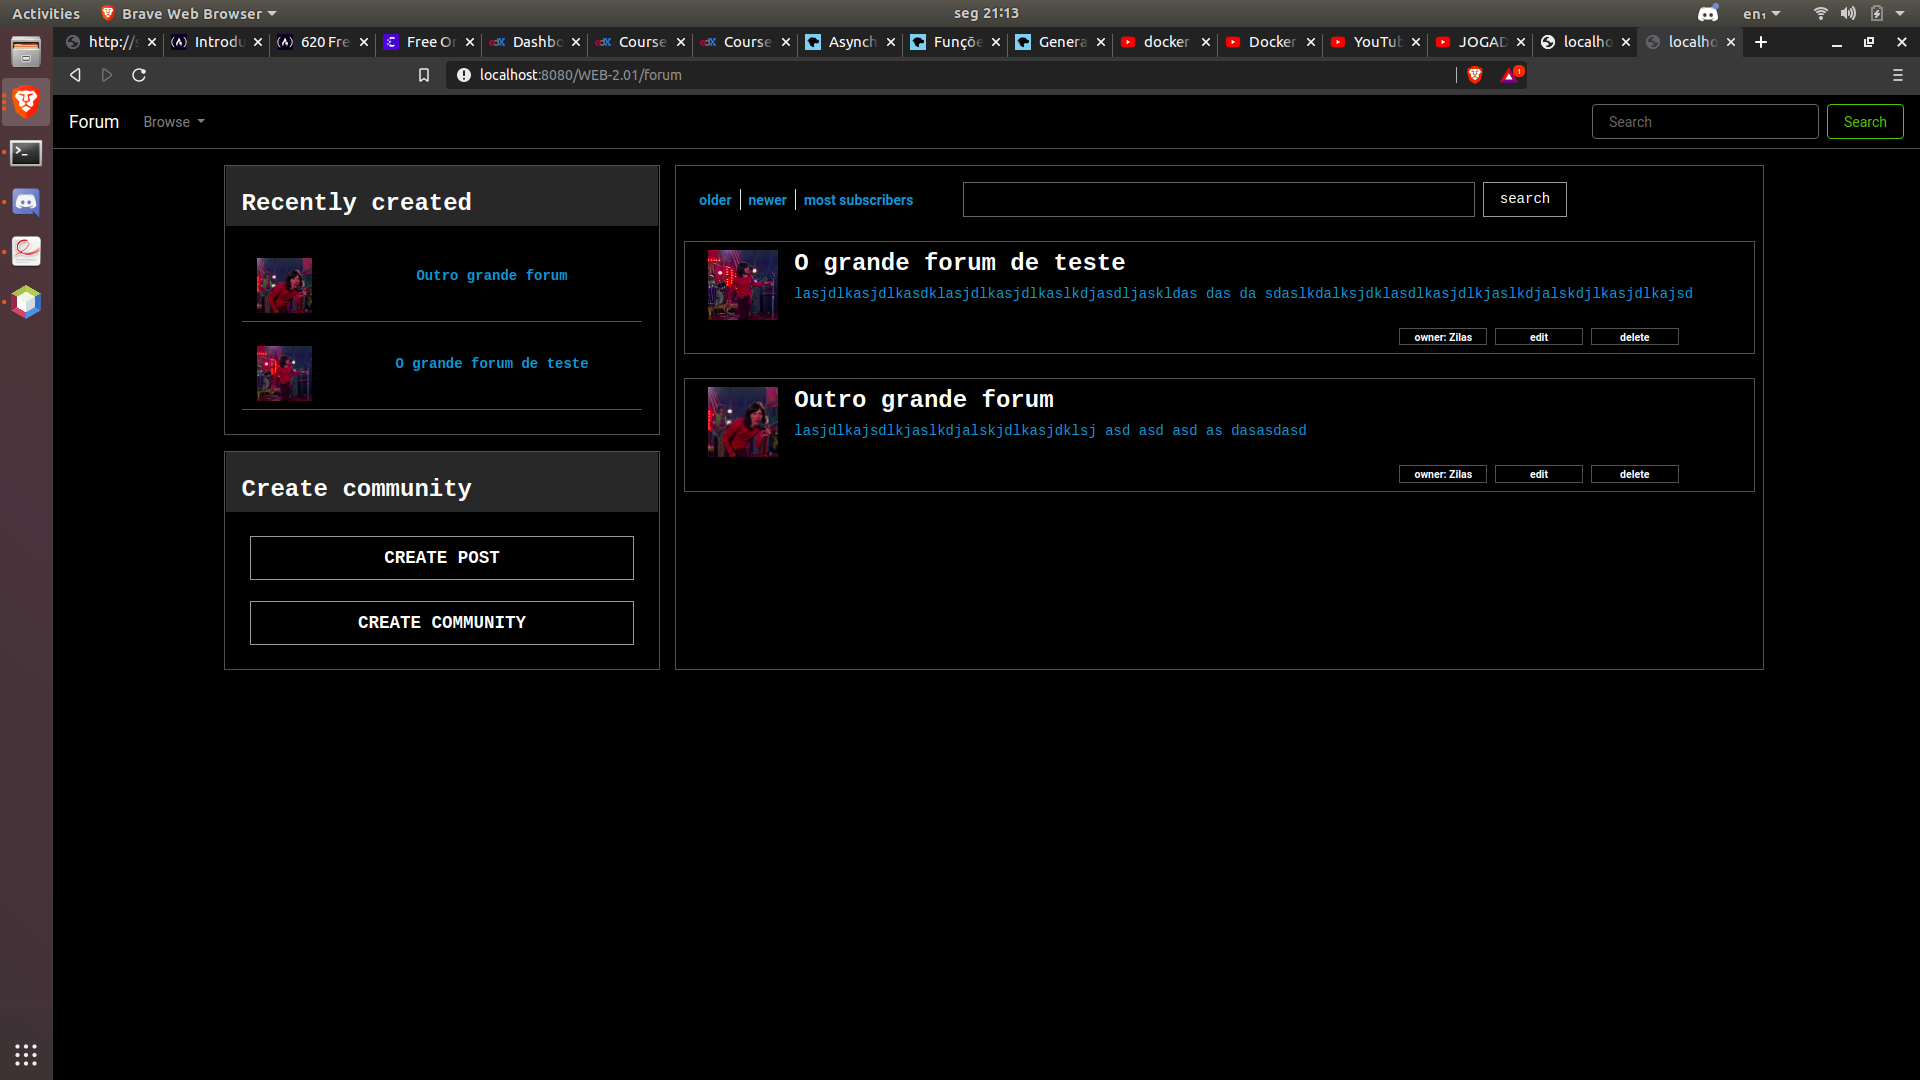 Activities Brave Web Browser seg 21:13 en₁
http:// Introdu 620 Fre Free Or Dashbo Course Course Asynch Funçõe Genera docker Docker YouTub JOGAD localho localho
localhost:8080/WEB-2.01/forum 1
Forum Browse Search Search
Recently created
Outro grande forum
O grande forum de teste
Create community
CREATE POST
CREATE COMMUNITY
older newer most subscribers search
O grande forum de teste
lasjdlkasjdlkasdklasjdlkasjdlkaslkdjasdljaskldas das da sdaslkdalksjdklasdlkasjdlkjaslkdjalskdjlkasjdlkajsd
owner: Zilas edit delete
Outro grande forum
lasjdlkajsdlkjaslkdjalskjdlkasjdklsj asd asd asd as dasasdasd
owner: Zilas edit delete